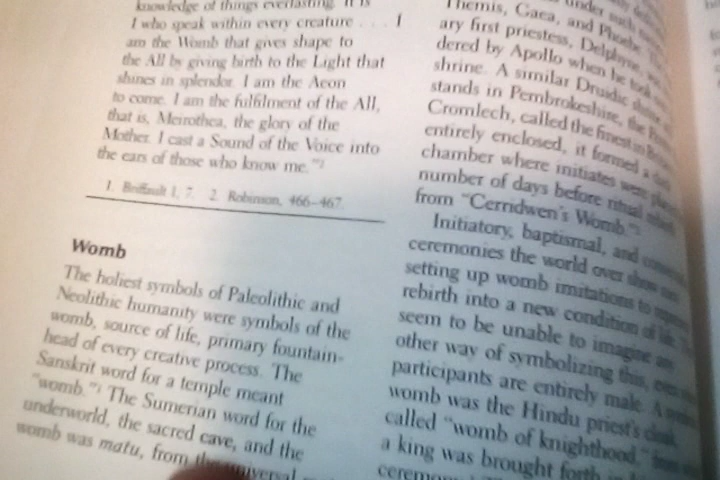 knowledge of things everlasting. It is
I who speak within every creature . . . I
am the Womb that gives shape to
the All by giving birth to the Light that
shines in splendor. I am the Aeon
to come. I am the fulfilment of the All,
that is, Meirothea, the glory of the
Mother. I cast a Sound of the Voice into
the ears of those who know me."2
1. Briffault 1, 7. 2. Robinson, 466–467.
Womb
The holiest symbols of Paleolithic and
Neolithic humanity were symbols of the
womb, source of life, primary fountain-
head of every creative process. The
Sanskrit word for a temple meant
"womb."1 The Sumerian word for the
underworld, the sacred cave, and the
womb was matu, from the universal
under such
Themis, Gaea, and Phoebe
ary first priestess, Delphyne, was
dered by Apollo when he took
shrine. A similar Druidic
stands in Pembrokeshire, the
Cromlech, called the finest in
entirely enclosed, it formed a
chamber where initiates were
number of days before ritual
from "Cerridwen's Womb."
Initiatory, baptismal, and
ceremonies the world over show
setting up womb imitations to
rebirth into a new condition of life.
seem to be unable to imagine any
other way of symbolizing this, even
participants are entirely male. A
womb was the Hindu priest's cloak,
called "womb of knighthood," from
a king was brought forth